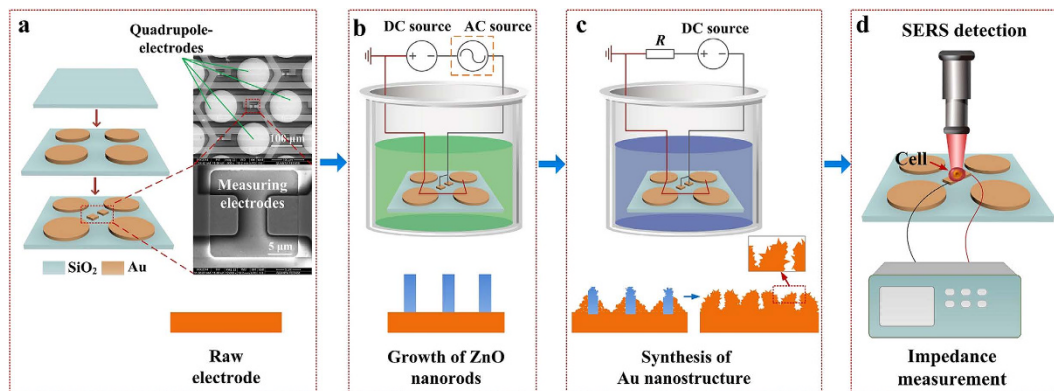 a
Quadrupole-
electrodes
100 μm
Measuring
electrodes
5 μm
SiO2
Au
Raw
electrode
b
DC source
AC source
Growth of ZnO
nanorods
c
R
DC source
Synthesis of
Au nanostructure
d
SERS detection
Cell
Impedance
measurement